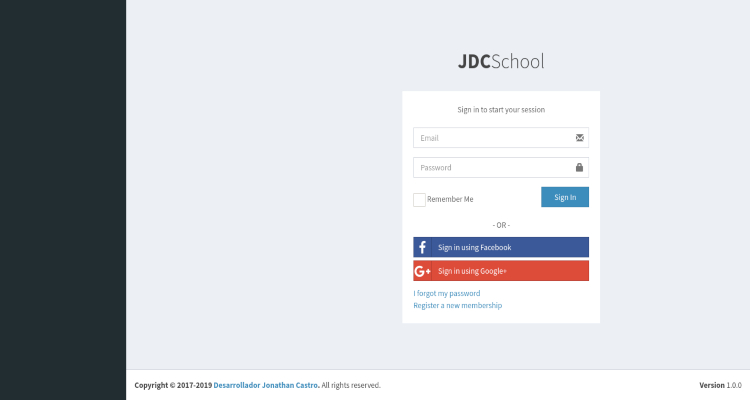 JDCSchool
Sign in to start your session
Email
Password
Remember Me
Sign In
- OR -
Sign in using Facebook
Sign in using Google+
I forgot my password
Register a new membership
Copyright © 2017-2019 Desarrollador Jonathan Castro. All rights reserved.
Version 1.0.0